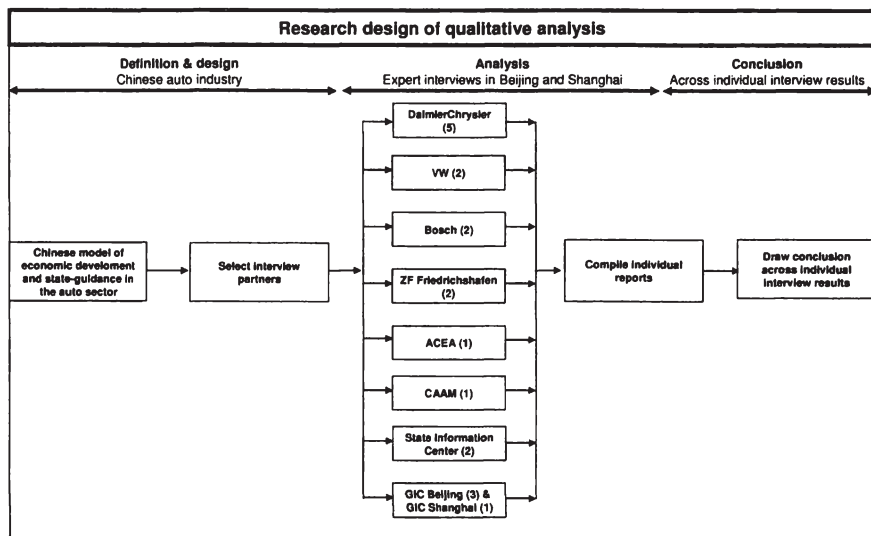 Research design of qualitative analysis
Definition & design
Chinese auto industry
Analysis
Expert interviews in Beijing and Shanghai
Conclusion
Across individual interview results
Chinese model of
economic develoment
and state-guidance in
the auto sector
Select interview
partners
DaimlerChrysler
(5)
VW (2)
Bosch (2)
ZF Friedrichshafen
(2)
ACEA (1)
CAAM (1)
State Information
Center (2)
GIC Beijing (3) &
GIC Shanghai (1)
Compile individual
reports
Draw conclusion
across individual
interview results